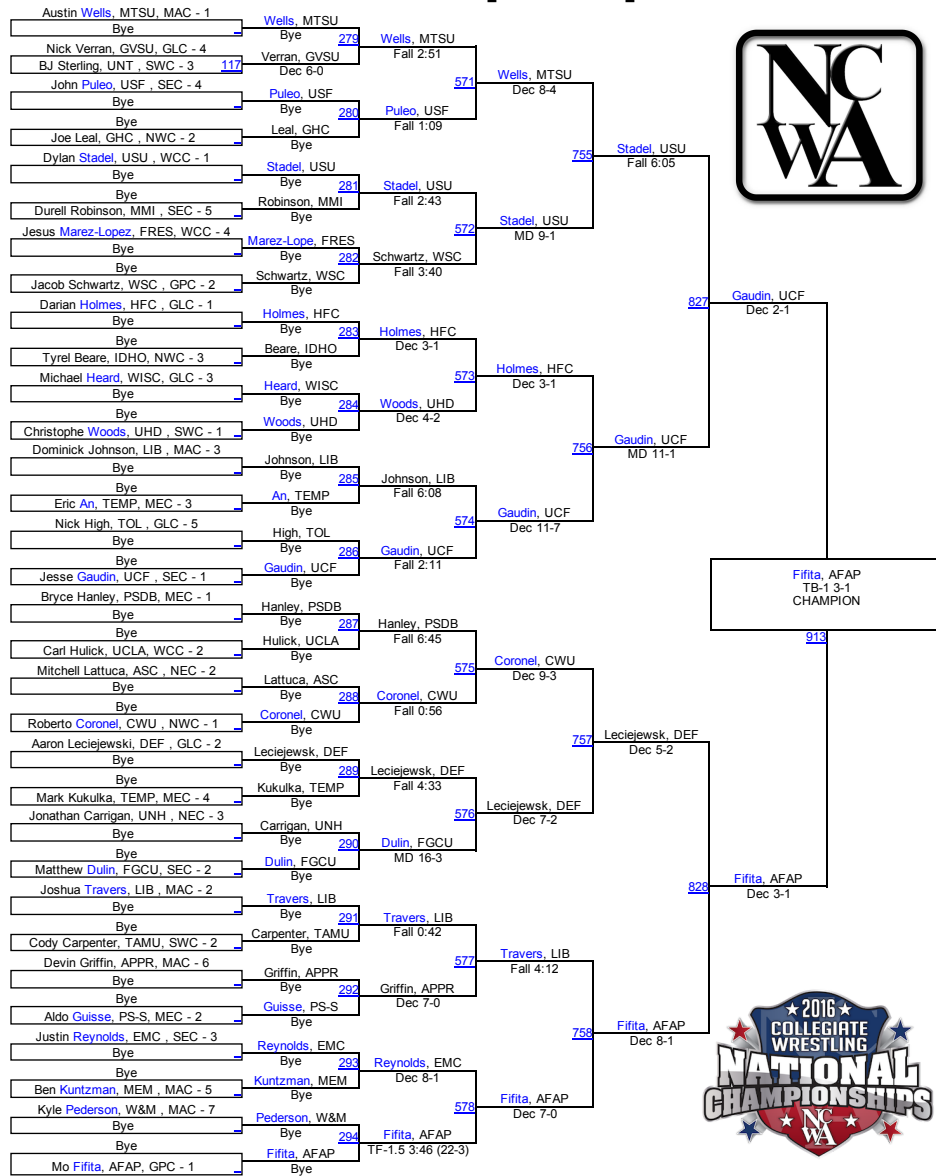 Austin Wells, MTSU, MAC - 1
Bye
Nick Verran, GVSU, GLC - 4
BJ Sterling, UNT , SWC - 3
117
John Puleo, USF , SEC - 4
Bye
Bye
Joe Leal, GHC , NWC - 2
Dylan Stadel, USU , WCC - 1
Bye
Bye
Durell Robinson, MMI , SEC - 5
Jesus Marez-Lopez, FRES, WCC - 4
Bye
Bye
Jacob Schwartz, WSC , GPC - 2
Darian Holmes, HFC , GLC - 1
Bye
Bye
Tyrel Beare, IDHO, NWC - 3
Michael Heard, WISC, GLC - 3
Bye
Bye
Christophe Woods, UHD , SWC - 1
Dominick Johnson, LIB , MAC - 3
Bye
Bye
Eric An, TEMP, MEC - 3
Nick High, TOL , GLC - 5
Bye
Bye
Jesse Gaudin, UCF , SEC - 1
Bryce Hanley, PSDB, MEC - 1
Bye
Bye
Carl Hulick, UCLA, WCC - 2
Mitchell Lattuca, ASC , NEC - 2
Bye
Bye
Roberto Coronel, CWU , NWC - 1
Aaron Leciejewski, DEF , GLC - 2
Bye
Bye
Mark Kukulka, TEMP, MEC - 4
Jonathan Carrigan, UNH , NEC - 3
Bye
Bye
Matthew Dulin, FGCU, SEC - 2
Joshua Travers, LIB , MAC - 2
Bye
Bye
Cody Carpenter, TAMU, SWC - 2
Devin Griffin, APPR, MAC - 6
Bye
Bye
Aldo Guisse, PS-S, MEC - 2
Justin Reynolds, EMC , SEC - 3
Bye
Bye
Ben Kuntzman, MEM , MAC - 5
Kyle Pederson, W&M , MAC - 7
Bye
Bye
Mo Fifita, AFAP, GPC - 1
Wells, MTSU
Bye
279
Verran, GVSU
Dec 6-0
Puleo, USF
Bye
280
Leal, GHC
Bye
Stadel, USU
Bye
281
Robinson, MMI
Bye
Marez-Lope, FRES
Bye
282
Schwartz, WSC
Bye
Holmes, HFC
Bye
283
Beare, IDHO
Bye
Heard, WISC
Bye
284
Woods, UHD
Bye
Johnson, LIB
Bye
285
An, TEMP
Bye
High, TOL
Bye
286
Gaudin, UCF
Bye
Hanley, PSDB
Bye
287
Hulick, UCLA
Bye
Lattuca, ASC
Bye
288
Coronel, CWU
Bye
Leciejewsk, DEF
Bye
289
Kukulka, TEMP
Bye
Carrigan, UNH
Bye
290
Dulin, FGCU
Bye
Travers, LIB
Bye
291
Carpenter, TAMU
Bye
Griffin, APPR
Bye
292
Guisse, PS-S
Bye
Reynolds, EMC
Bye
293
Kuntzman, MEM
Bye
Pederson, W&M
Bye
294
Fifita, AFAP
Bye
Wells, MTSU
Fall 2:51
571
Puleo, USF
Fall 1:09
Stadel, USU
Fall 2:43
572
Schwartz, WSC
Fall 3:40
Holmes, HFC
Dec 3-1
573
Woods, UHD
Dec 4-2
Johnson, LIB
Fall 6:08
574
Gaudin, UCF
Fall 2:11
Hanley, PSDB
Fall 6:45
575
Coronel, CWU
Fall 0:56
Leciejewsk, DEF
Fall 4:33
576
Dulin, FGCU
MD 16-3
Travers, LIB
Fall 0:42
577
Griffin, APPR
Dec 7-0
Reynolds, EMC
Dec 8-1
578
Fifita, AFAP
TF-1.5 3:46 (22-3)
Wells, MTSU
Dec 8-4
755
Stadel, USU
MD 9-1
Holmes, HFC
Dec 3-1
756
Gaudin, UCF
Dec 11-7
Coronel, CWU
Dec 9-3
757
Leciejewsk, DEF
Dec 7-2
Travers, LIB
Fall 4:12
758
Fifita, AFAP
Dec 7-0
Stadel, USU
Fall 6:05
827
Gaudin, UCF
MD 11-1
Leciejewsk, DEF
Dec 5-2
828
Fifita, AFAP
Dec 8-1
Gaudin, UCF
Dec 2-1
Fifita, AFAP
TB-1 3-1
CHAMPION
913
Fifita, AFAP
Dec 3-1
NCWA
2016
COLLEGIATE
WRESTLING
NATIONAL
CHAMPIONSHIPS
NCWA